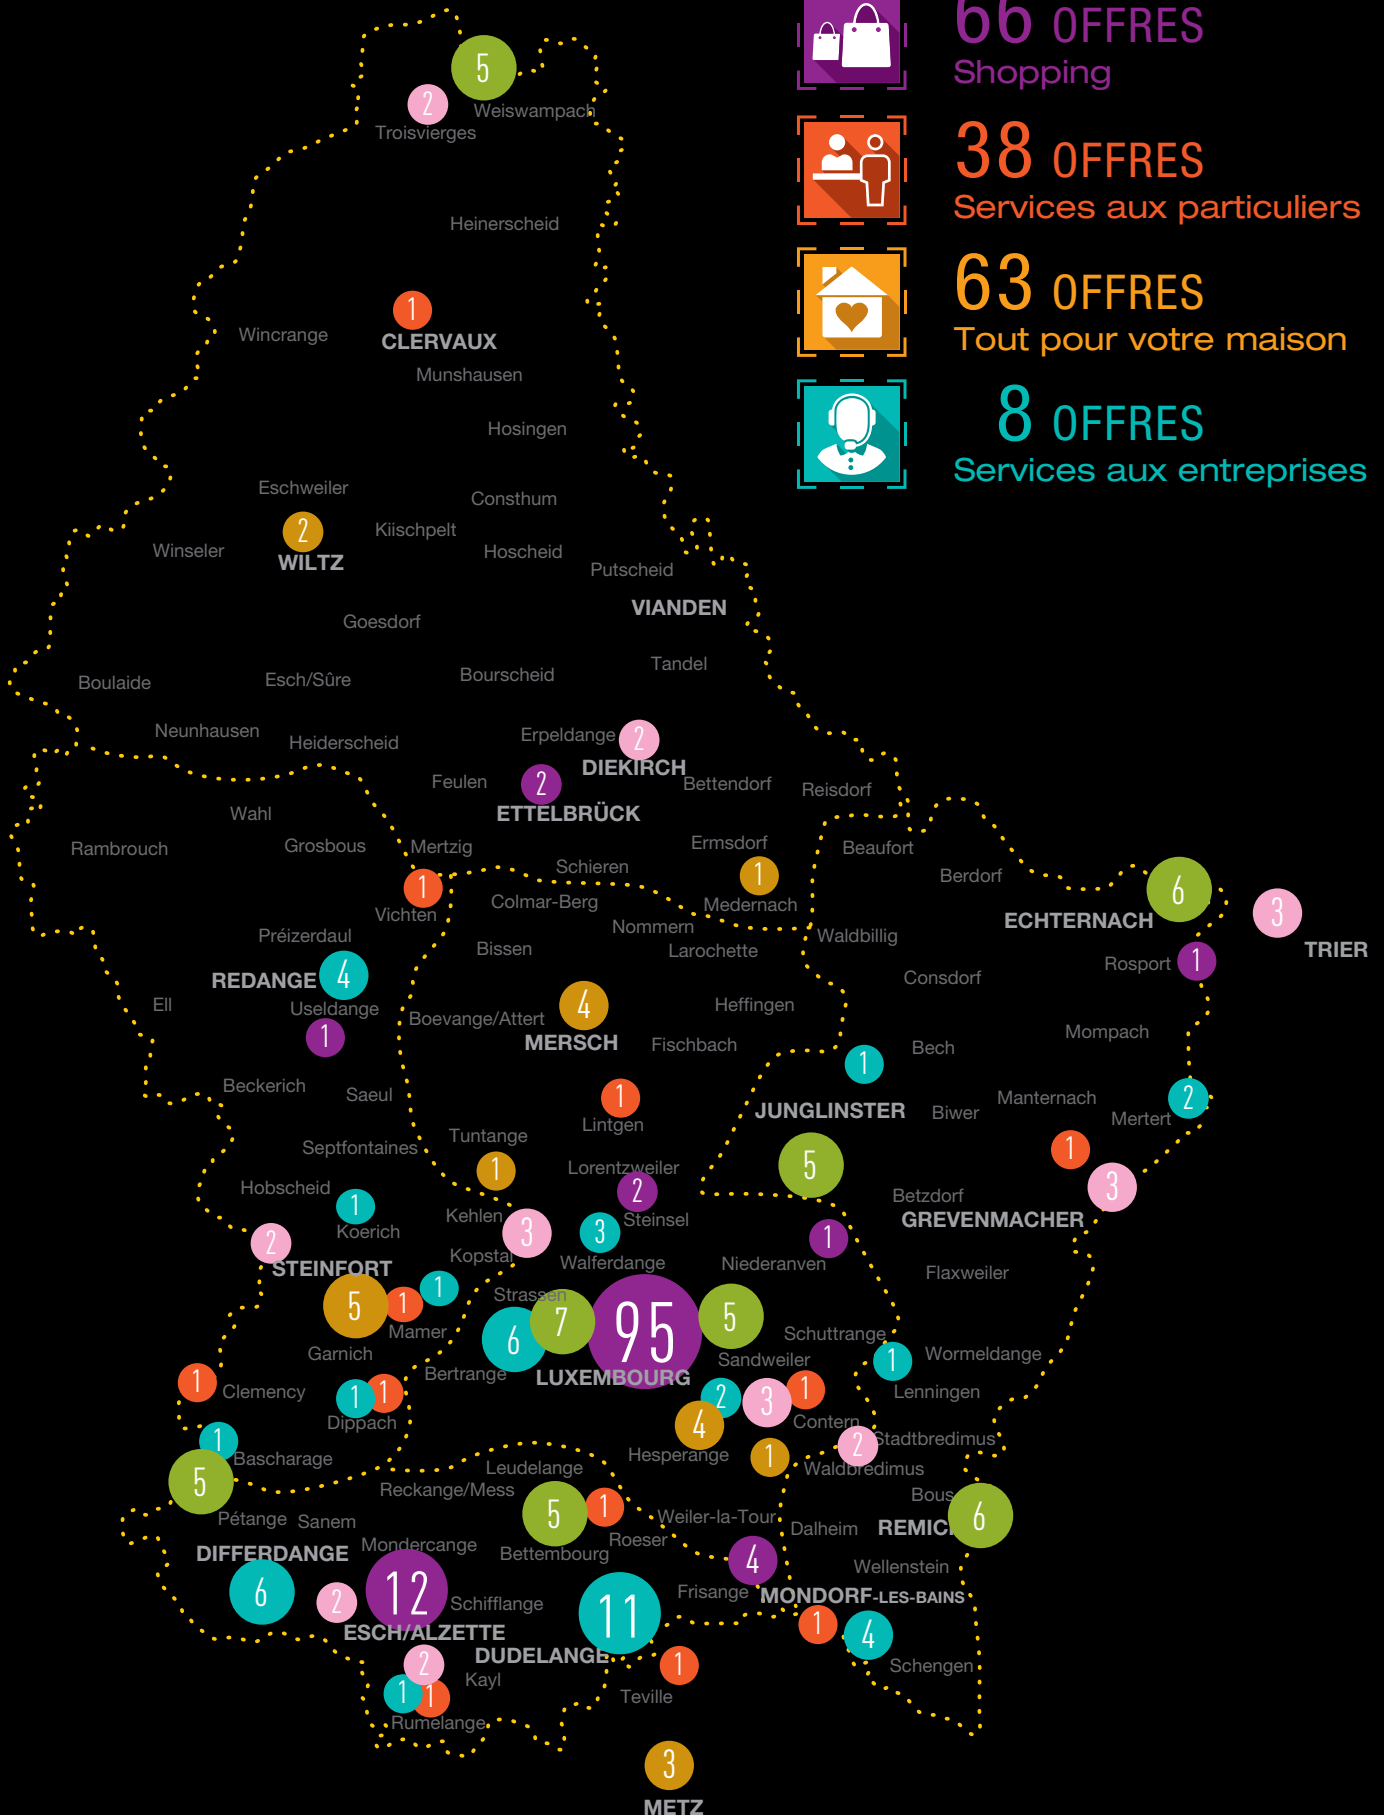 66 OFFRES
Shopping
38 OFFRES
Services aux particuliers
63 OFFRES
Tout pour votre maison
8 OFFRES
Services aux entreprises
5
Weiswampach
2
Troisvierges
Heinerscheid
1
CLERVAUX
Wincrange
Munshausen
Hosingen
Eschweiler
Consthum
2
WILTZ
Kiischpelt
Winseler
Hoscheid
Putscheid
VIANDEN
Goesdorf
Tandel
Boulaide
Esch/Sûre
Bourscheid
Neunhausen
Heiderscheid
Erpeldange
2
DIEKIRCH
Feulen
2
ETTELBRÜCK
Bettendorf
Reisdorf
Wahl
Rambrouch
Grosbous
Mertzig
Ermsdorf
Beaufort
Schieren
1
Medernach
Berdorf
1
Vichten
Colmar-Berg
6
ECHTERNACH
3
TRIER
Nommern
Préizerdaul
Bissen
Larochette
Waldbillig
Rosport
1
REDANGE
4
Consdorf
Ell
Useldange
1
Boevange/Attert
4
MERSCH
Heffingen
Fischbach
Mompach
Bech
1
Beckerich
Saeul
1
Lintgen
JUNGLINSTER
5
Biwer
Manternach
Mertert
2
Septfontaines
Tuntange
1
1
Lorentzweiler
2
Hobscheid
1
Koerich
Kehlen
3
3
Steinsel
Betzdorf
3
GREVENMACHER
2
STEINFORT
Kopstal
Walferdange
Niederanven
1
Flaxweiler
5
1
1
Mamer
Strassen
6
7
95
LUXEMBOURG
5
Sandweiler
Schuttrange
Garnich
Bertrange
1
Wormeldange
Lenningen
1
Clemency
1
1
Dippach
2
3
1
Contern
4
Hesperange
1
2
Stadtbredimus
Waldbredimus
1
Bascharage
5
Pétange
Sanem
Reckange/Mess
Leudelange
5
1
Roeser
Bettembourg
Weiler-la-Tour
Dalheim
Bous
REMIC
6
DIFFERDANGE
6
Mondercange
2
12
ESCH/ALZETTE
Schifflange
11
DUDELANGE
Frisange
4
Wellenstein
MONDORF-LES-BAINS
1
4
Schengen
2
Kayl
1
1
Rumelange
1
Teville
3
METZ